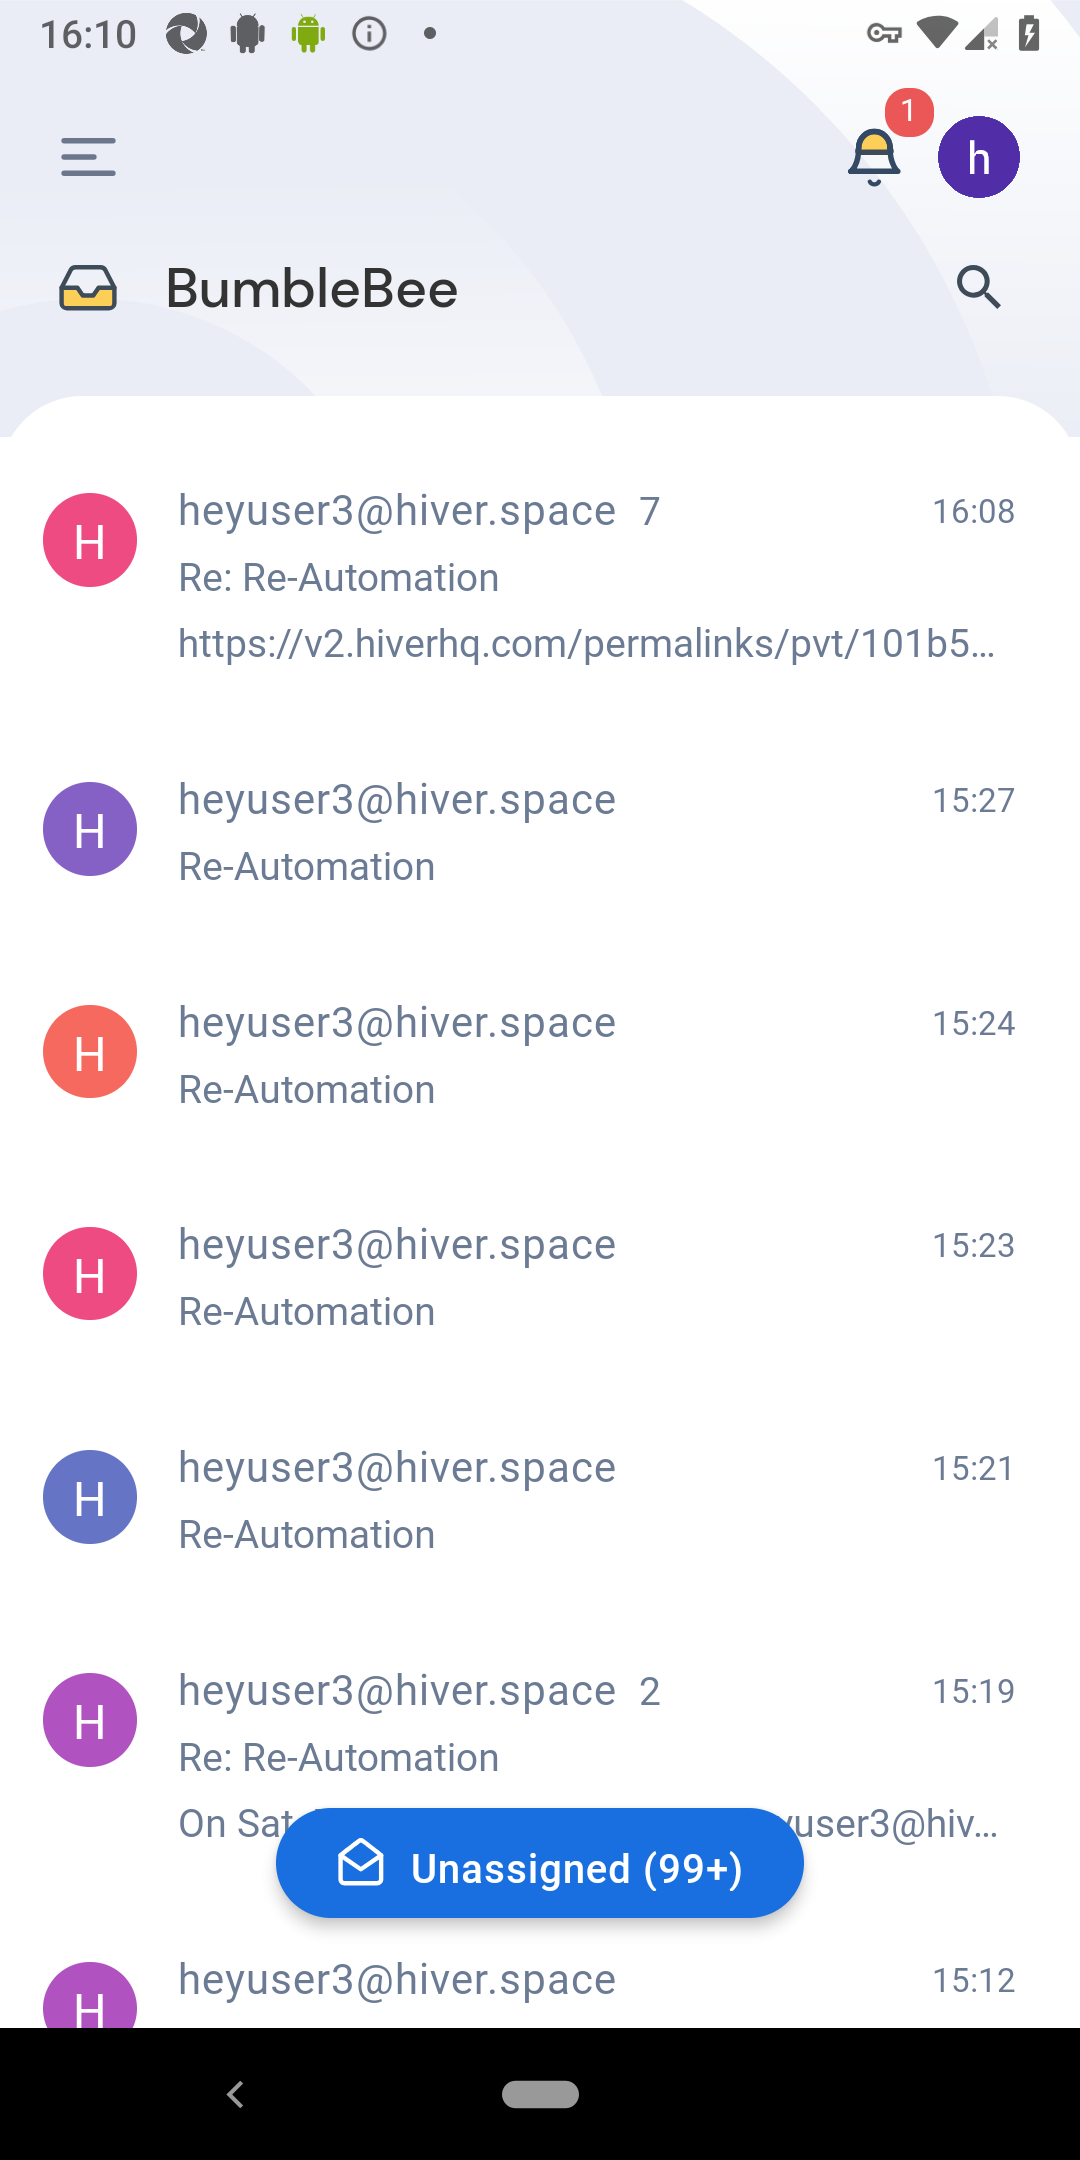 16:10
1
h
BumbleBee
H
heyuser3@hiver.space 7
16:08
Re: Re-Automation
https://v2.hiverhq.com/permalinks/pvt/101b5...
H
heyuser3@hiver.space
15:27
Re-Automation
H
heyuser3@hiver.space
15:24
Re-Automation
H
heyuser3@hiver.space
15:23
Re-Automation
H
heyuser3@hiver.space
15:21
Re-Automation
H
heyuser3@hiver.space 2
15:19
Re: Re-Automation
On Sat yuser3@hiv...
Unassigned (99+)
H
heyuser3@hiver.space
15:12